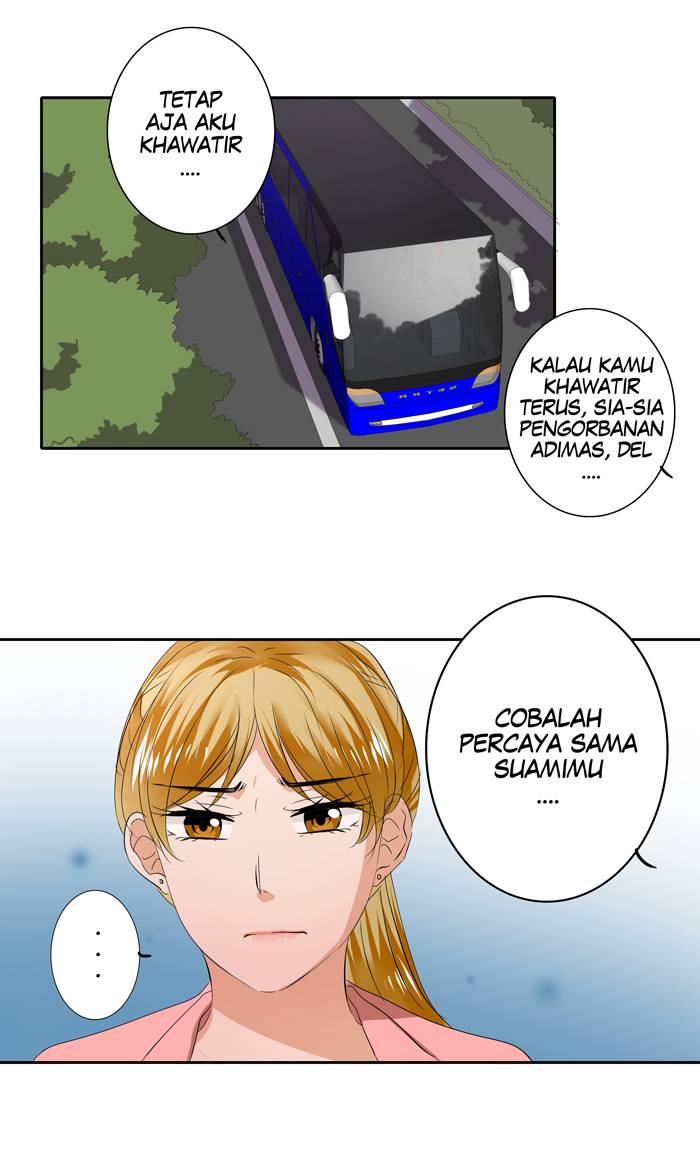 TETAP
AJA AKU
KHAWATIR
....
KALAU KAMU
KHAWATIR
TERUS, SIA-SIA
PENGORBANAN
ADIMAS, DEL
....
COBALAH
PERCAYA SAMA
SUAMIMU
....
. . .